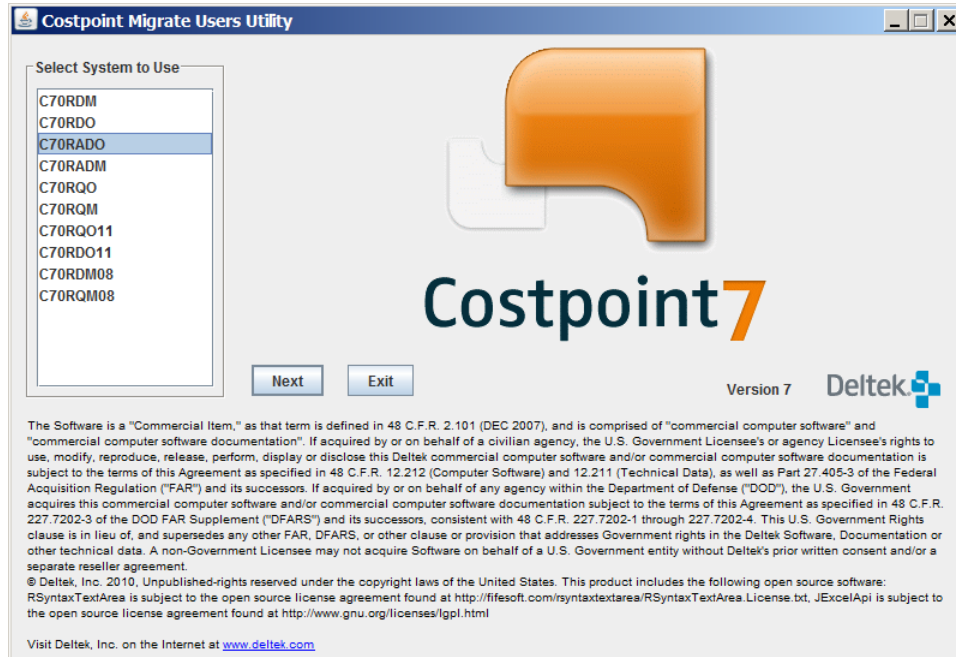 Costpoint Migrate Users Utility
Select System to Use
C70RDM
C70RDO
C70RADO
C70RADM
C70RQO
C70RQM
C70RQO11
C70RDO11
C70RDM08
C70RQM08
Costpoint7
Next
Exit
Version 7
Deltek.
The Software is a "Commercial Item," as that term is defined in 48 C.F.R. 2.101 (DEC 2007), and is comprised of "commercial computer software" and
"commercial computer software documentation". If acquired by or on behalf of a civilian agency, the U.S. Government Licensee's or agency Licensee's rights to
use, modify, reproduce, release, perform, display or disclose this Deltek commercial computer software and/or commercial computer software documentation is
subject to the terms of this Agreement as specified in 48 C.F.R. 12.212 (Computer Software) and 12.211 (Technical Data), as well as Part 27.405-3 of the Federal
Acquisition Regulation ("FAR") and its successors. If acquired by or on behalf of any agency within the Department of Defense ("DOD"), the U.S. Government
acquires this commercial computer software and/or commercial computer software documentation subject to the terms of this Agreement as specified in 48 C.F.R.
227.7202-3 of the DOD FAR Supplement ("DFARS") and its successors, consistent with 48 C.F.R. 227.7202-1 through 227.7202-4. This U.S. Government Rights
clause is in lieu of, and supersedes any other FAR, DFARS, or other clause or provision that addresses Government rights in the Deltek Software, Documentation or
other technical data. A non-Government Licensee may not acquire Software on behalf of a U.S. Government entity without Deltek's prior written consent and/or a
separate reseller agreement.
© Deltek, Inc. 2010, Unpublished-rights reserved under the copyright laws of the United States. This product includes the following open source software:
RSyntaxTextArea is subject to the open source license agreement found at http://fifesoft.com/rsyntaxtextarea/RSyntaxTextArea.License.txt, JExcelApi is subject to
the open source license agreement found at http://www.gnu.org/licenses/lgpl.html
Visit Deltek, Inc. on the Internet at www.deltek.com